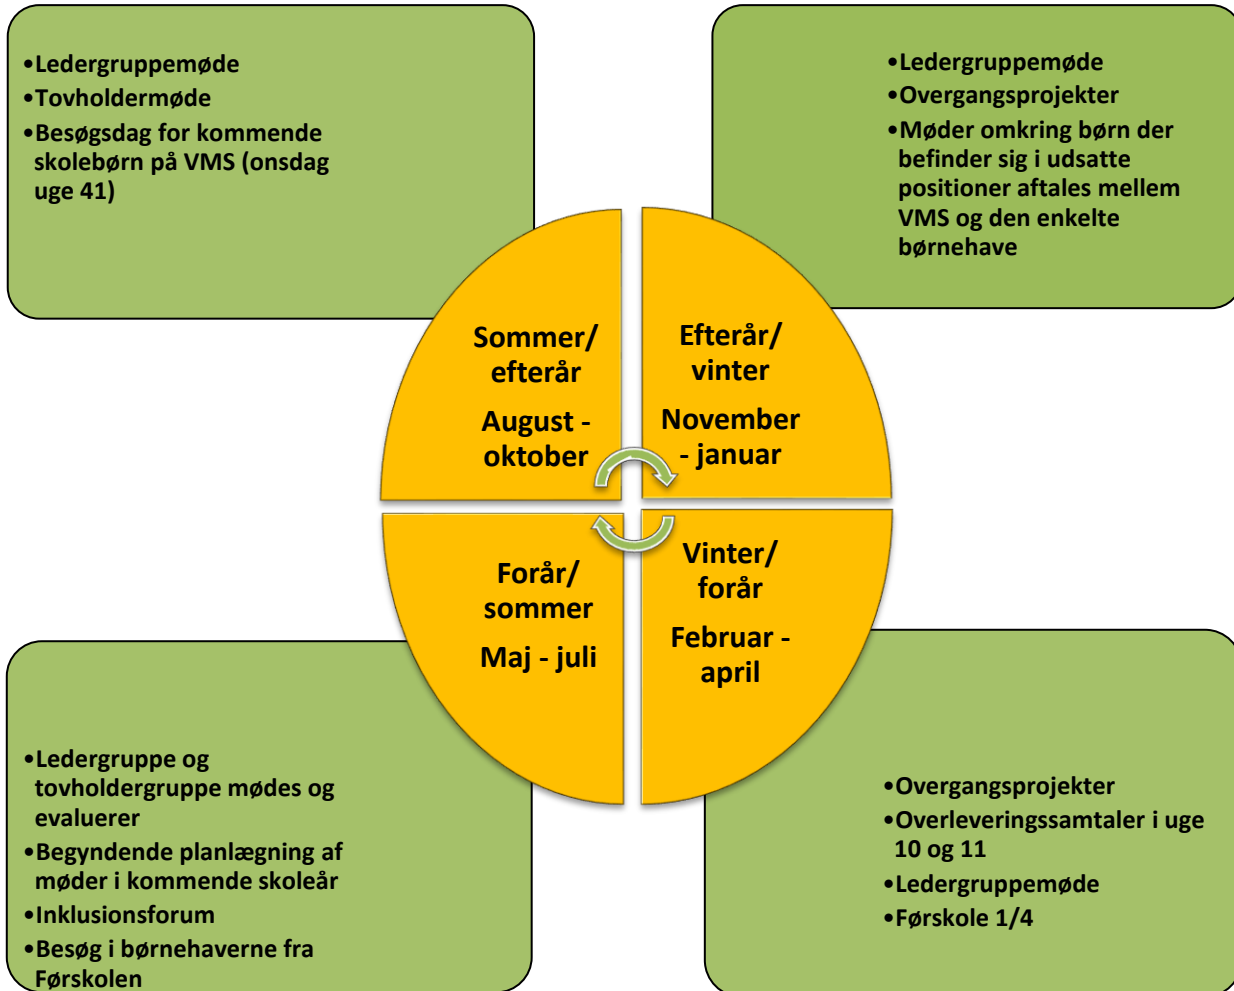 •Ledergruppemøde
•Tovholdermøde
•Besøgsdag for kommende
skolebørn på VMS (onsdag
uge 41)
•Ledergruppemøde
•Overgangsprojekter
•Møder omkring børn der
befinder sig i udsatte
positioner aftales mellem
VMS og den enkelte
børnehave
Sommer/
efterår
August -
oktober
Efterår/
vinter
November
- januar
Forår/
sommer
Maj - juli
Vinter/
forår
Februar -
april
•Ledergruppe og
tovholdergruppe mødes og
evaluerer
•Begyndende planlægning af
møder i kommende skoleår
•Inklusionsforum
•Besøg i børnehaverne fra
Førskolen
•Overgangsprojekter
•Overleveringssamtaler i uge
10 og 11
•Ledergruppemøde
•Førskole 1/4